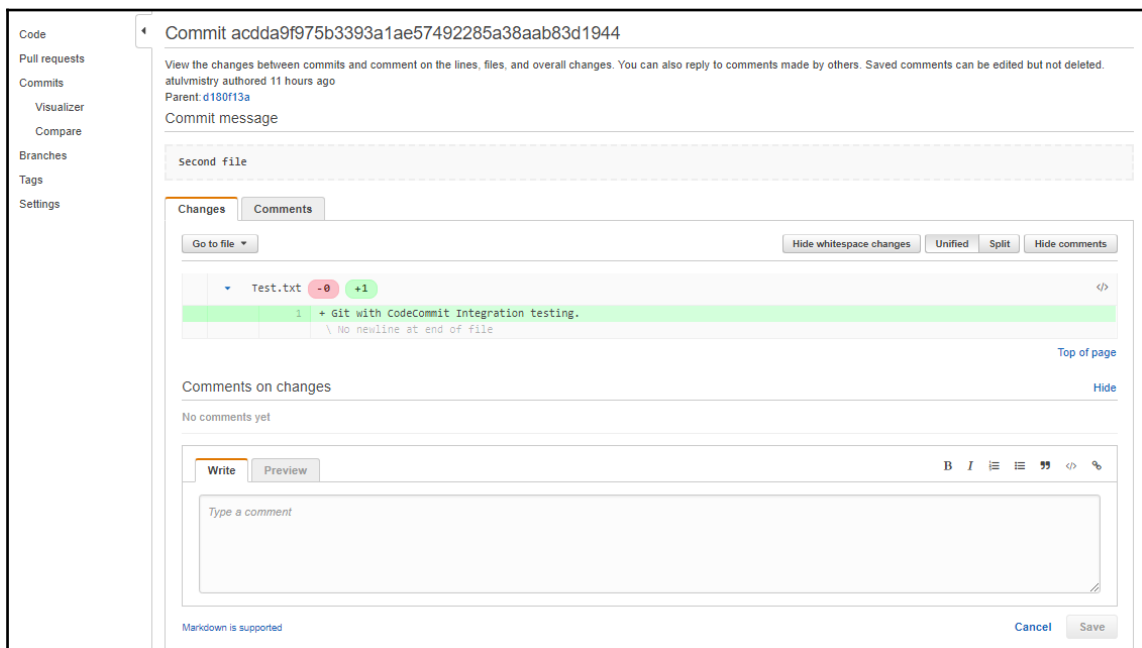 Code
Pull requests
Commits
Visualizer
Compare
Branches
Tags
Settings
Commit acdda9f975b3393a1ae57492285a38aab83d1944
View the changes between commits and comment on the lines, files, and overall changes. You can also reply to comments made by others. Saved comments can be edited but not deleted.
atulvmistry authored 11 hours ago
Parent: d180f13a
Commit message
Second file
Changes Comments
Go to file Hide whitespace changes Unified Split Hide comments
Test.txt -0 +1 </>
1 + Git with CodeCommit Integration testing.
\ No newline at end of file
Top of page
Comments on changes Hide
No comments yet
Write Preview B I </>
Type a comment
Markdown is supported Cancel Save